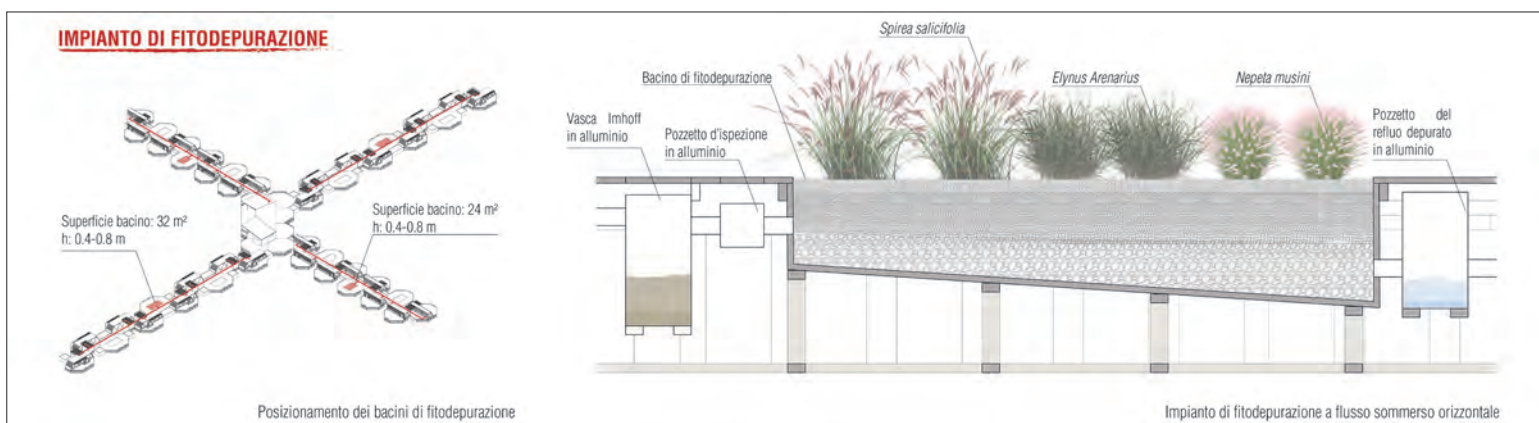 IMPIANTO DI FITODEPURAZIONE
Superficie bacino: 32 m²
h: 0.4-0.8 m
Superficie bacino: 24 m²
h: 0.4-0.8 m
Posizionamento dei bacini di fitodepurazione
Spirea salicifolia
Bacino di fitodepurazione
Elynus Arenarius
Nepeta musini
Vasca Imhoff
in alluminio
Pozzetto d'ispezione
in alluminio
Pozzetto del
refluo depurato
in alluminio
Impianto di fitodepurazione a flusso sommerso orizzontale